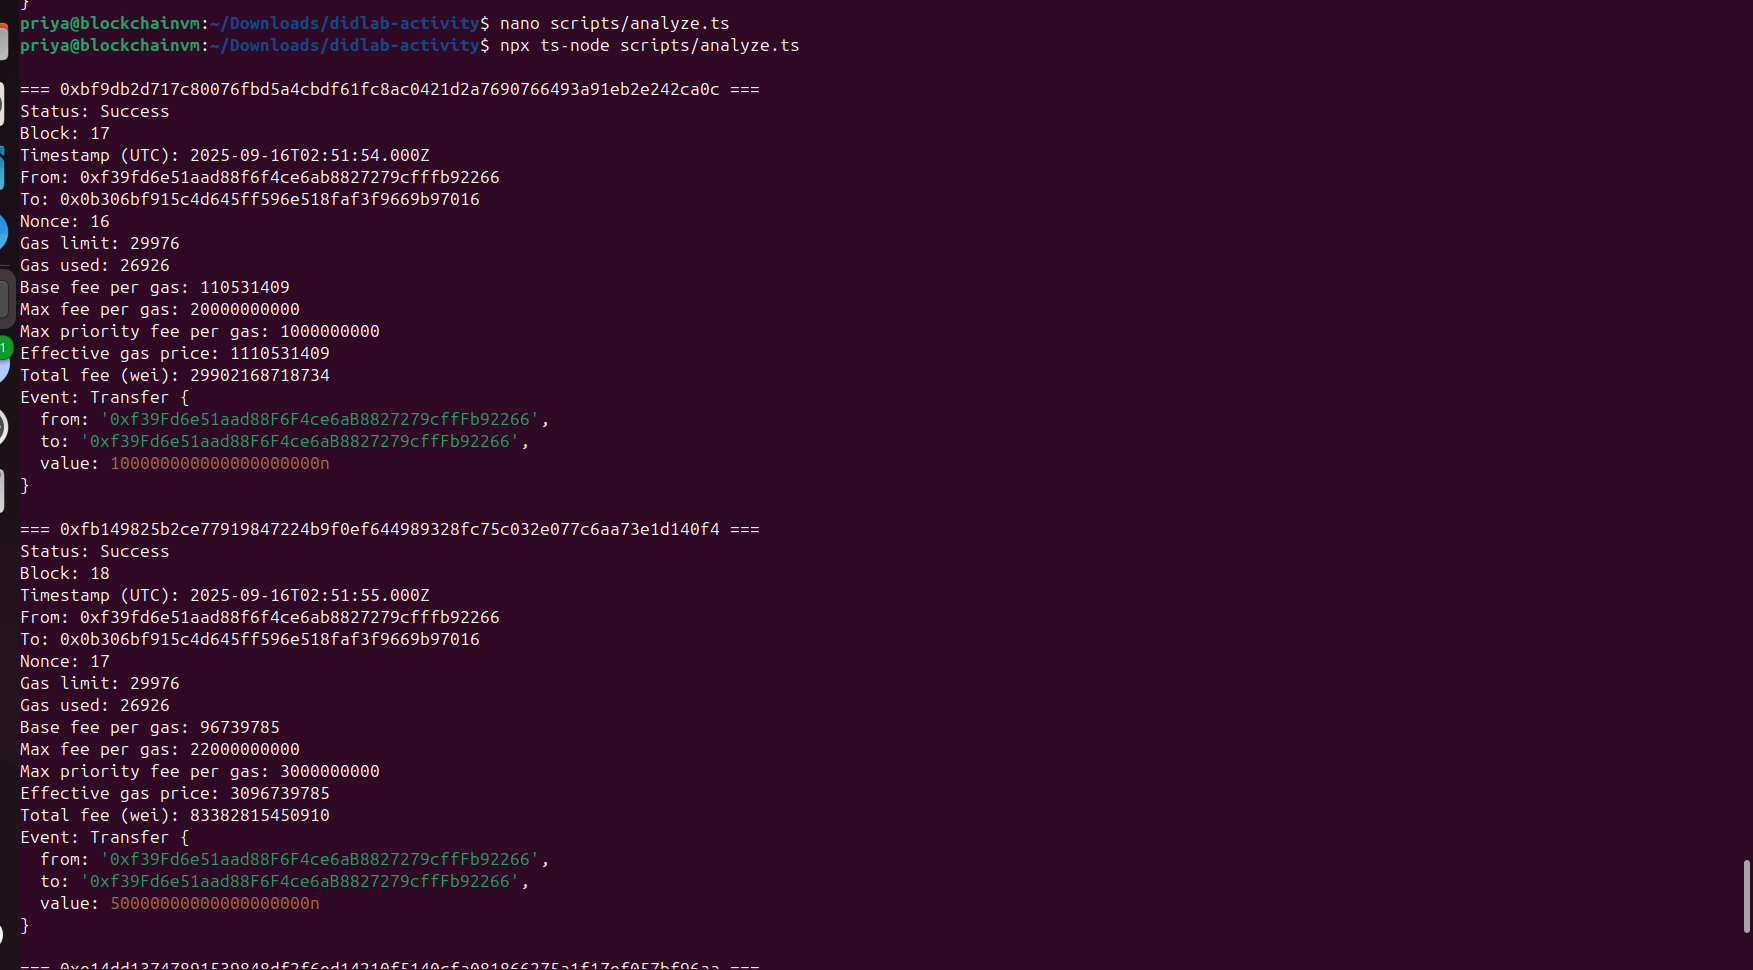 }
priya@blockchainvm:~/Downloads/didlab-activity$ nano scripts/analyze.ts
priya@blockchainvm:~/Downloads/didlab-activity$ npx ts-node scripts/analyze.ts
=== 0xbf9db2d717c80076fbd5a4cbdf61fc8ac0421d2a7690766493a91eb2e242ca0c ===
Status: Success
Block: 17
Timestamp (UTC): 2025-09-16T02:51:54.000Z
From: 0xf39fd6e51aad88f6f4ce6ab8827279cfffb92266
To: 0x0b306bf915c4d645ff596e518faf3f9669b97016
Nonce: 16
Gas limit: 29976
Gas used: 26926
Base fee per gas: 110531409
Max fee per gas: 20000000000
Max priority fee per gas: 1000000000
Effective gas price: 1110531409
Total fee (wei): 29902168718734
Event: Transfer {
from: '0xf39Fd6e51aad88F6F4ce6aB8827279cffFb92266',
to: '0xf39Fd6e51aad88F6F4ce6aB8827279cffFb92266',
value: 100000000000000000000n
}
=== 0xfb149825b2ce77919847224b9f0ef644989328fc75c032e077c6aa73e1d140f4 ===
Status: Success
Block: 18
Timestamp (UTC): 2025-09-16T02:51:55.000Z
From: 0xf39fd6e51aad88f6f4ce6ab8827279cfffb92266
To: 0x0b306bf915c4d645ff596e518faf3f9669b97016
Nonce: 17
Gas limit: 29976
Gas used: 26926
Base fee per gas: 96739785
Max fee per gas: 22000000000
Max priority fee per gas: 3000000000
Effective gas price: 3096739785
Total fee (wei): 83382815450910
Event: Transfer {
from: '0xf39Fd6e51aad88F6F4ce6aB8827279cffFb92266',
to: '0xf39Fd6e51aad88F6F4ce6aB8827279cffFb92266',
value: 50000000000000000000n
}